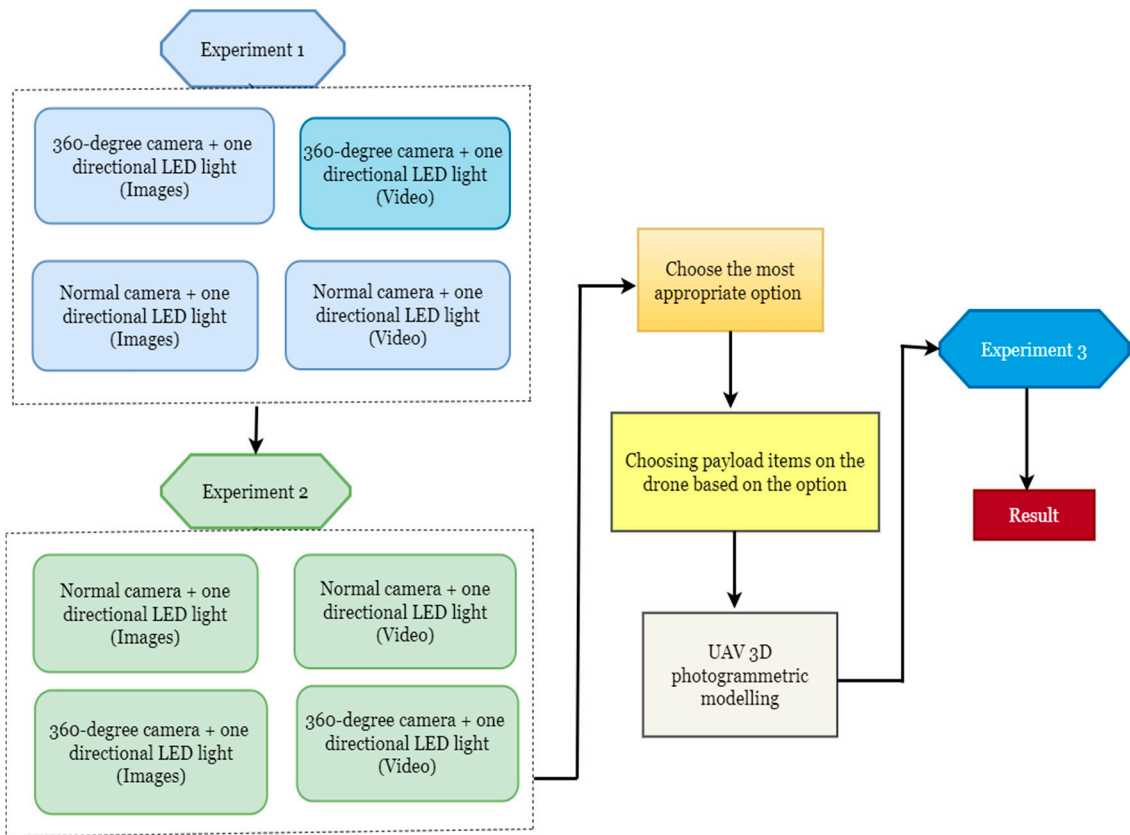 Experiment 1
360-degree camera + one
directional LED light
(Images)
360-degree camera + one
directional LED light
(Video)
Normal camera + one
directional LED light
(Images)
Normal camera + one
directional LED light
(Video)
Experiment 2
Normal camera + one
directional LED light
(Images)
Normal camera + one
directional LED light
(Video)
360-degree camera + one
directional LED light
(Images)
360-degree camera + one
directional LED light
(Video)
Choose the most
appropriate option
Choosing payload items on the
drone based on the option
UAV 3D
photogrammetric
modelling
Experiment 3
Result